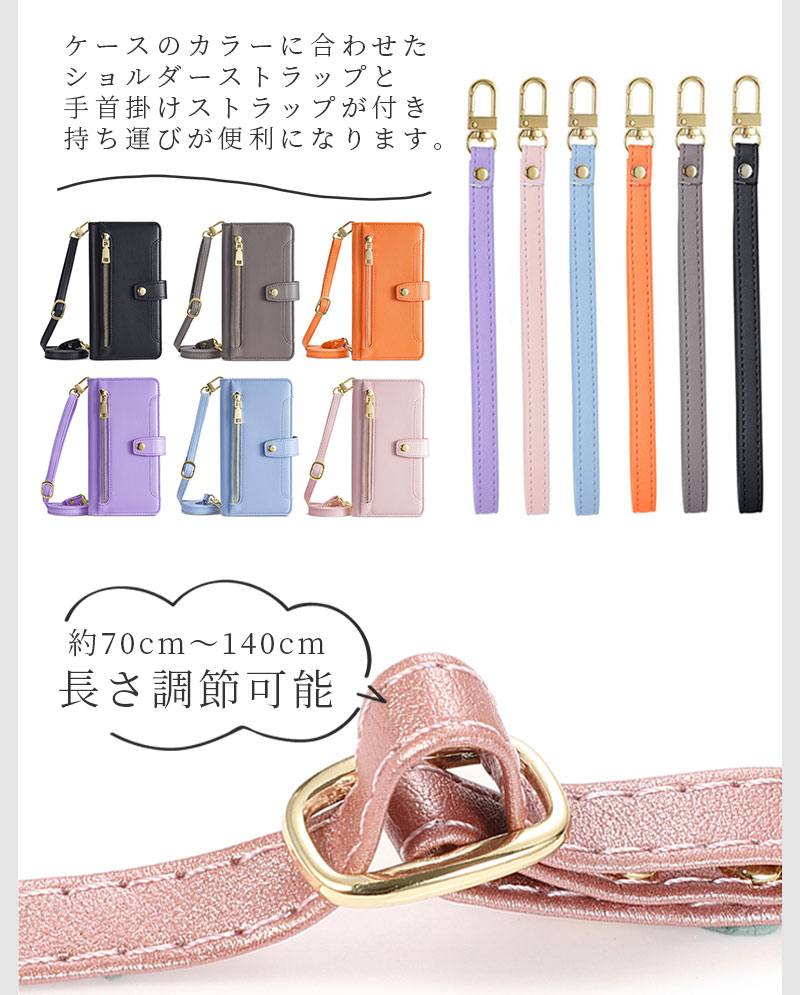 ケースのカラーに合わせた
ショルダーストラップと
手首掛けストラップが付き
持ち運びが便利になります。
約70cm～140cm
長さ調節可能